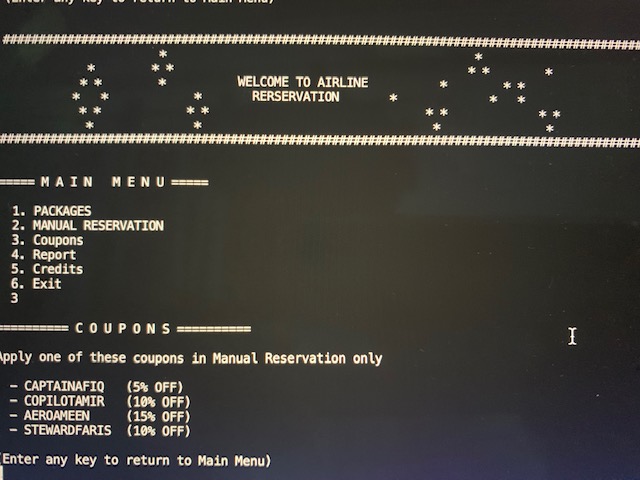 (Enter any key to return to Main Menu)
WELCOME TO AIRLINE
RERSERVATION
===== M A I N   M E N U =====
1. PACKAGES
2. MANUAL RESERVATION
3. Coupons
4. Report
5. Credits
6. Exit
3
========== C O U P O N S ==========
Apply one of these coupons in Manual Reservation only
- CAPTAINAFIQ (5% OFF)
- COPILOTAMIR (10% OFF)
- AEROAMEEN (15% OFF)
- STEWARDFARIS (10% OFF)
(Enter any key to return to Main Menu)